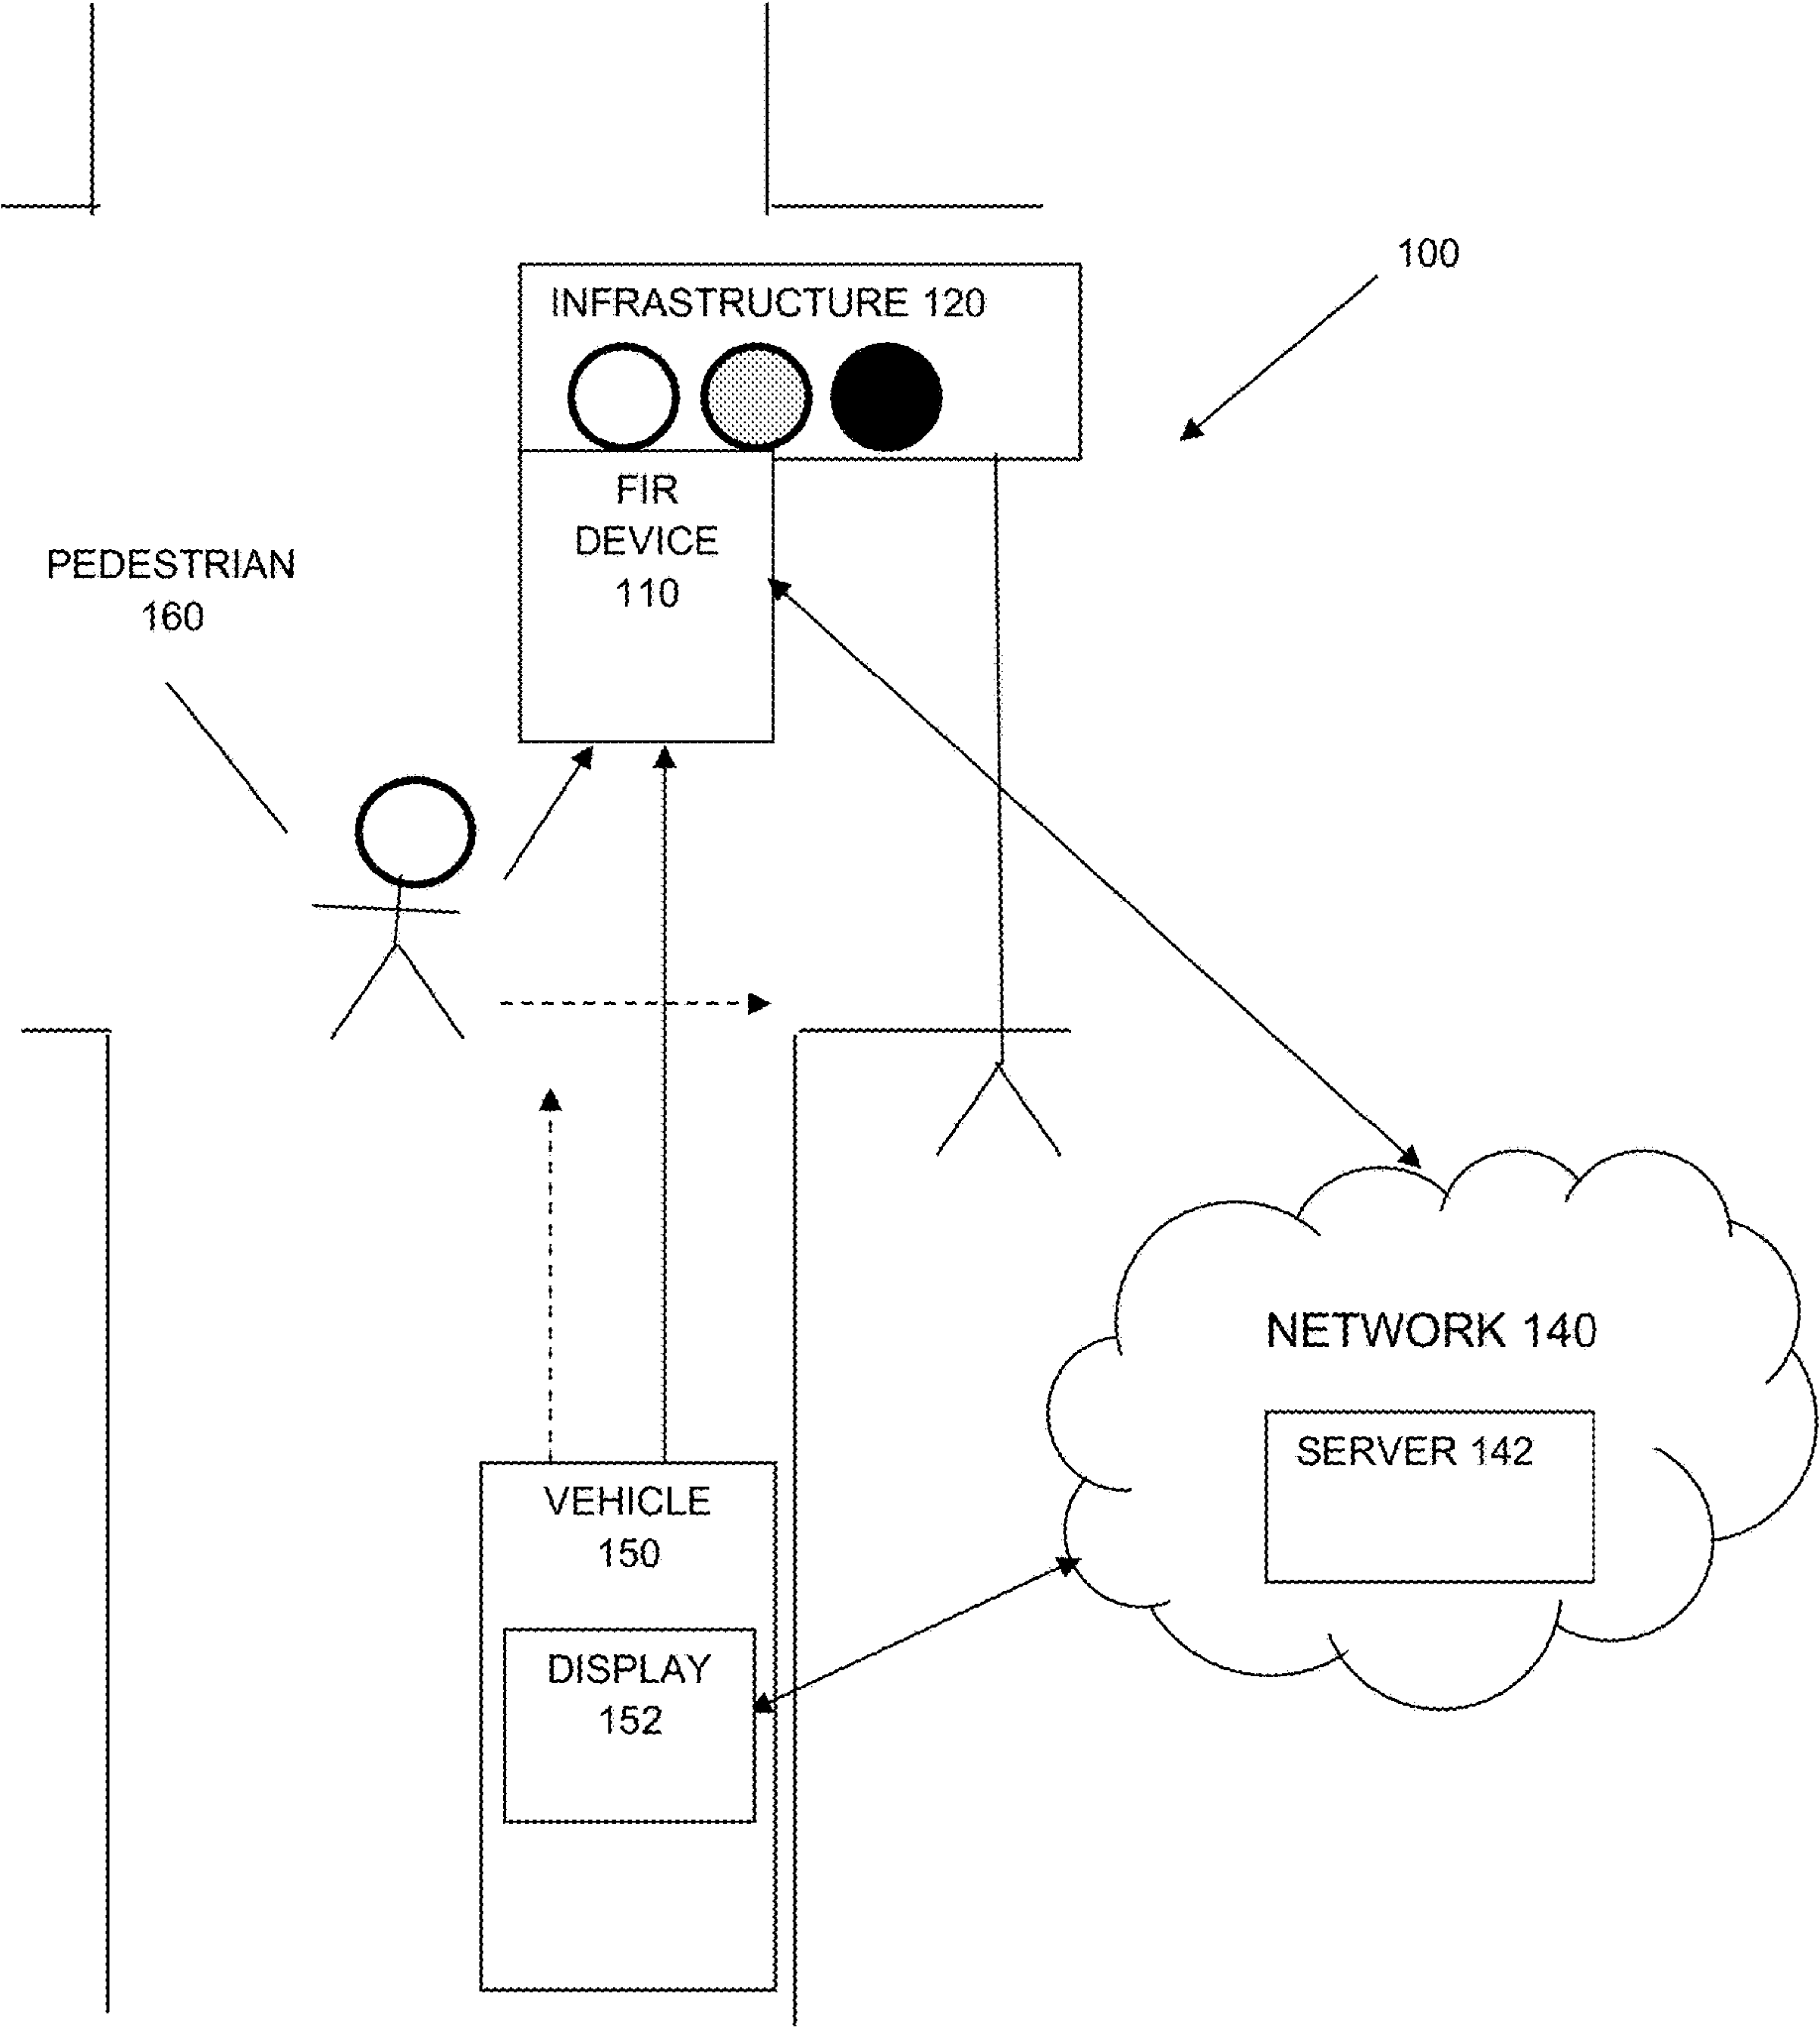 100
INFRASTRUCTURE 120
FIR
DEVICE
110
PEDESTRIAN
160
NETWORK 140
SERVER 142
VEHICLE
150
DISPLAY
152